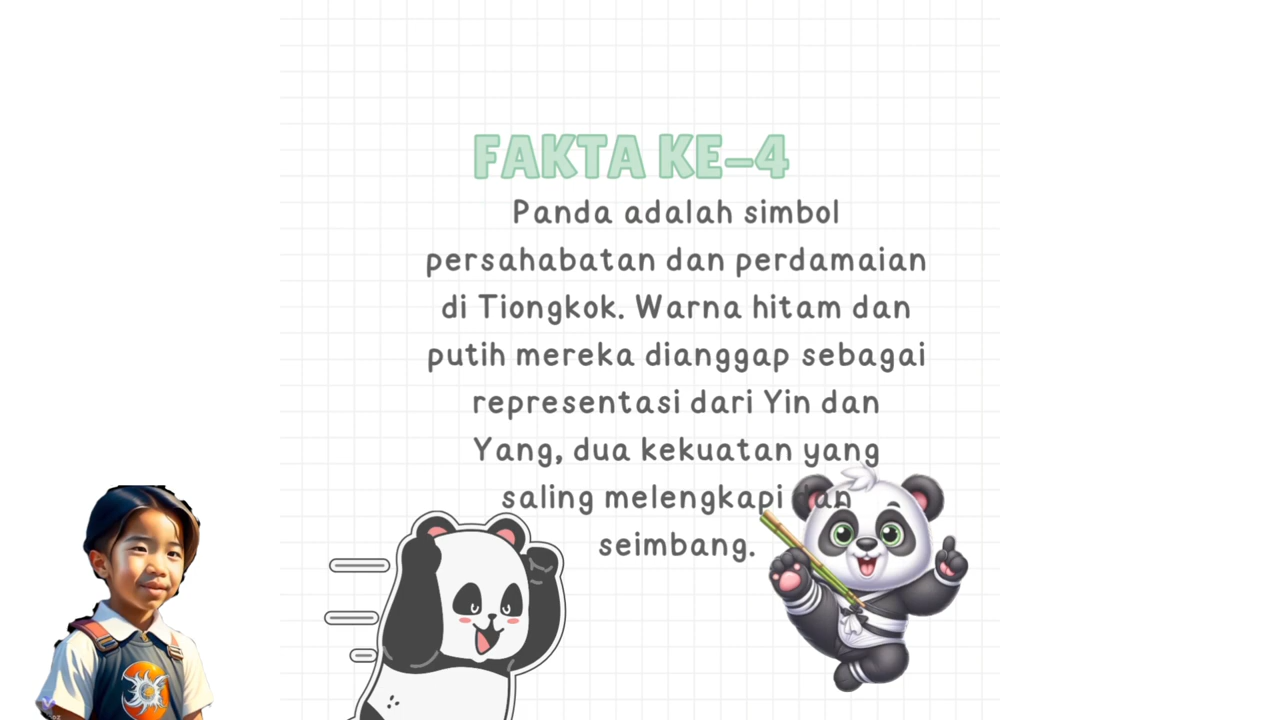 FAKTA KE-4
Panda adalah simbol
persahabatan dan perdamaian
di Tiongkok. Warna hitam dan
putih mereka dianggap sebagai
representasi dari Yin dan
Yang, dua kekuatan yang
saling melengkapi dan
seimbang.